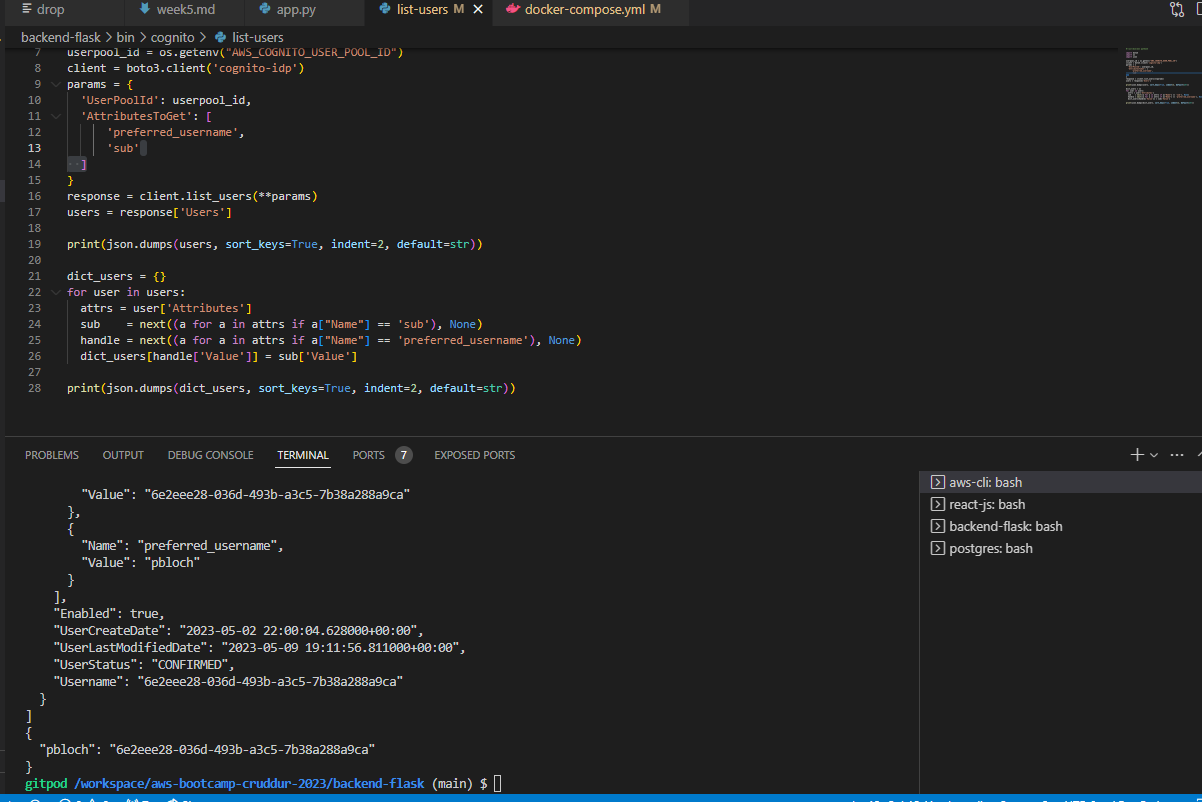 drop week5.md app.py list-users M docker-compose.yml M
backend-flask > bin > cognito > list-users
7 userpool_id = os.getenv("AWS_COGNITO_USER_POOL_ID")
8 client = boto3.client('cognito-idp')
9 params = {
10 'UserPoolId': userpool_id,
11 'AttributesToGet': [
12 'preferred_username',
13 'sub'
14 ]
15 }
16 response = client.list_users(**params)
17 users = response['Users']
18
19 print(json.dumps(users, sort_keys=True, indent=2, default=str))
20
21 dict_users = {}
22 for user in users:
23 attrs = user['Attributes']
24 sub    = next((a for a in attrs if a["Name"] == 'sub'), None)
25 handle = next((a for a in attrs if a["Name"] == 'preferred_username'), None)
26 dict_users[handle['Value']] = sub['Value']
27
28 print(json.dumps(dict_users, sort_keys=True, indent=2, default=str))
PROBLEMS OUTPUT DEBUG CONSOLE TERMINAL PORTS 7 EXPOSED PORTS
"Value": "6e2eee28-036d-493b-a3c5-7b38a288a9ca"
},
{
"Name": "preferred_username",
"Value": "pbloch"
}
],
"Enabled": true,
"UserCreateDate": "2023-05-02 22:00:04.628000+00:00",
"UserLastModifiedDate": "2023-05-09 19:11:56.811000+00:00",
"UserStatus": "CONFIRMED",
"Username": "6e2eee28-036d-493b-a3c5-7b38a288a9ca"
}
]
{
"pbloch": "6e2eee28-036d-493b-a3c5-7b38a288a9ca"
}
gitpod /workspace/aws-bootcamp-cruddur-2023/backend-flask (main) $
aws-cli: bash
react-js: bash
backend-flask: bash
postgres: bash